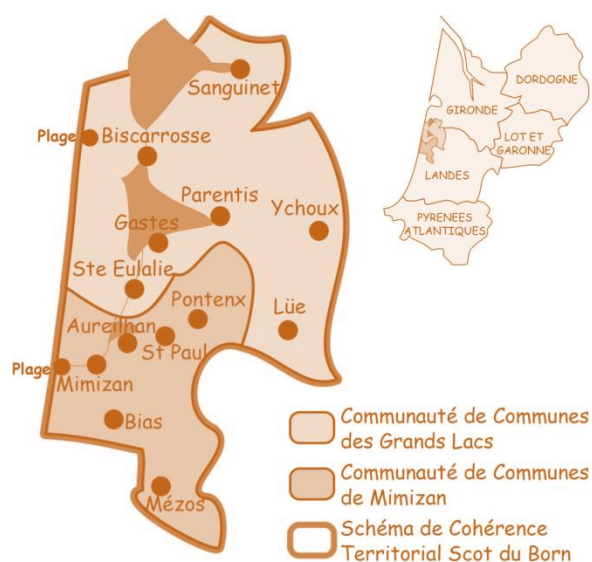 Sanguinet
Plage
Biscarrosse
Parentis
Ychoux
Gastes
Ste Eulalie
Pontenx
Lüe
Aureilhan
St Paul
Plage
Mimizan
Bias
Mézos
DORDOGNE
GIRONDE
LOT ET
GARONNE
LANDES
PYRENEES
ATLANTIQUES
Communauté de Communes
des Grands Lacs
Communauté de Communes
de Mimizan
Schéma de Cohérence
Territorial Scot du Born